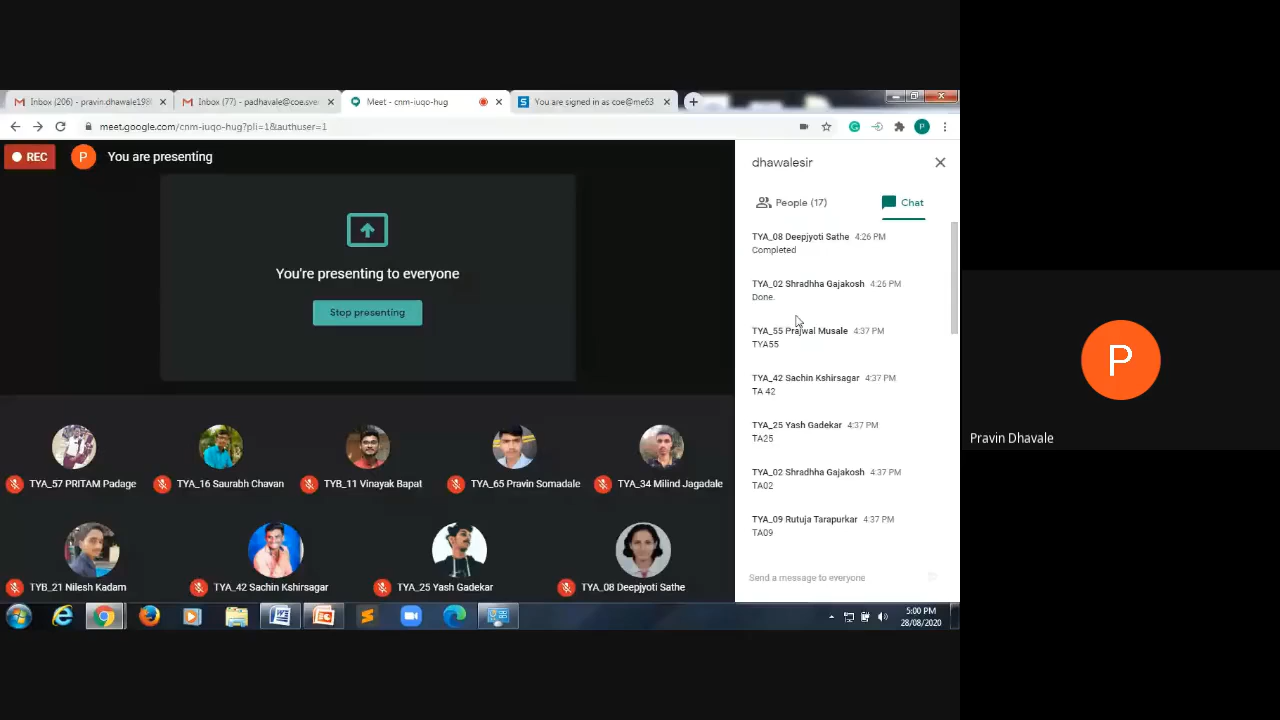 Inbox (206) - pravin.dhawale198
Inbox (77) - padhavale@coe.sve
Meet - cnm-iuqo-hug
You are signed in as coe@me63
meet.google.com/cnm-iuqo-hug?pli=1&authuser=1
P
REC
P
You are presenting
You're presenting to everyone
Stop presenting
dhawalesir
People (17)
Chat
TYA_08 Deepjyoti Sathe 4:26 PM
Completed
TYA_02 Shradhha Gajakosh 4:26 PM
Done.
TYA_55 Prajwal Musale 4:37 PM
TYA55
TYA_42 Sachin Kshirsagar 4:37 PM
TA 42
TYA_25 Yash Gadekar 4:37 PM
TA25
TYA_02 Shradhha Gajakosh 4:37 PM
TA02
TYA_09 Rutuja Tarapurkar 4:37 PM
TA09
Send a message to everyone
TYA_57 PRITAM Padage
TYA_16 Saurabh Chavan
TYB_11 Vinayak Bapat
TYA_65 Pravin Somadale
TYA_34 Milind Jagadale
TYB_21 Nilesh Kadam
TYA_42 Sachin Kshirsagar
TYA_25 Yash Gadekar
TYA_08 Deepjyoti Sathe
5:00 PM
28/08/2020
P
Pravin Dhavale